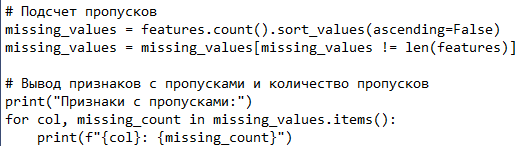 # Подсчет пропусков
missing_values = features.count().sort_values(ascending=False)
missing_values = missing_values[missing_values != len(features)]

# Вывод признаков с пропусками и количество пропусков
print("Признаки с пропусками:")
for col, missing_count in missing_values.items():
    print(f"{col}: {missing_count}")